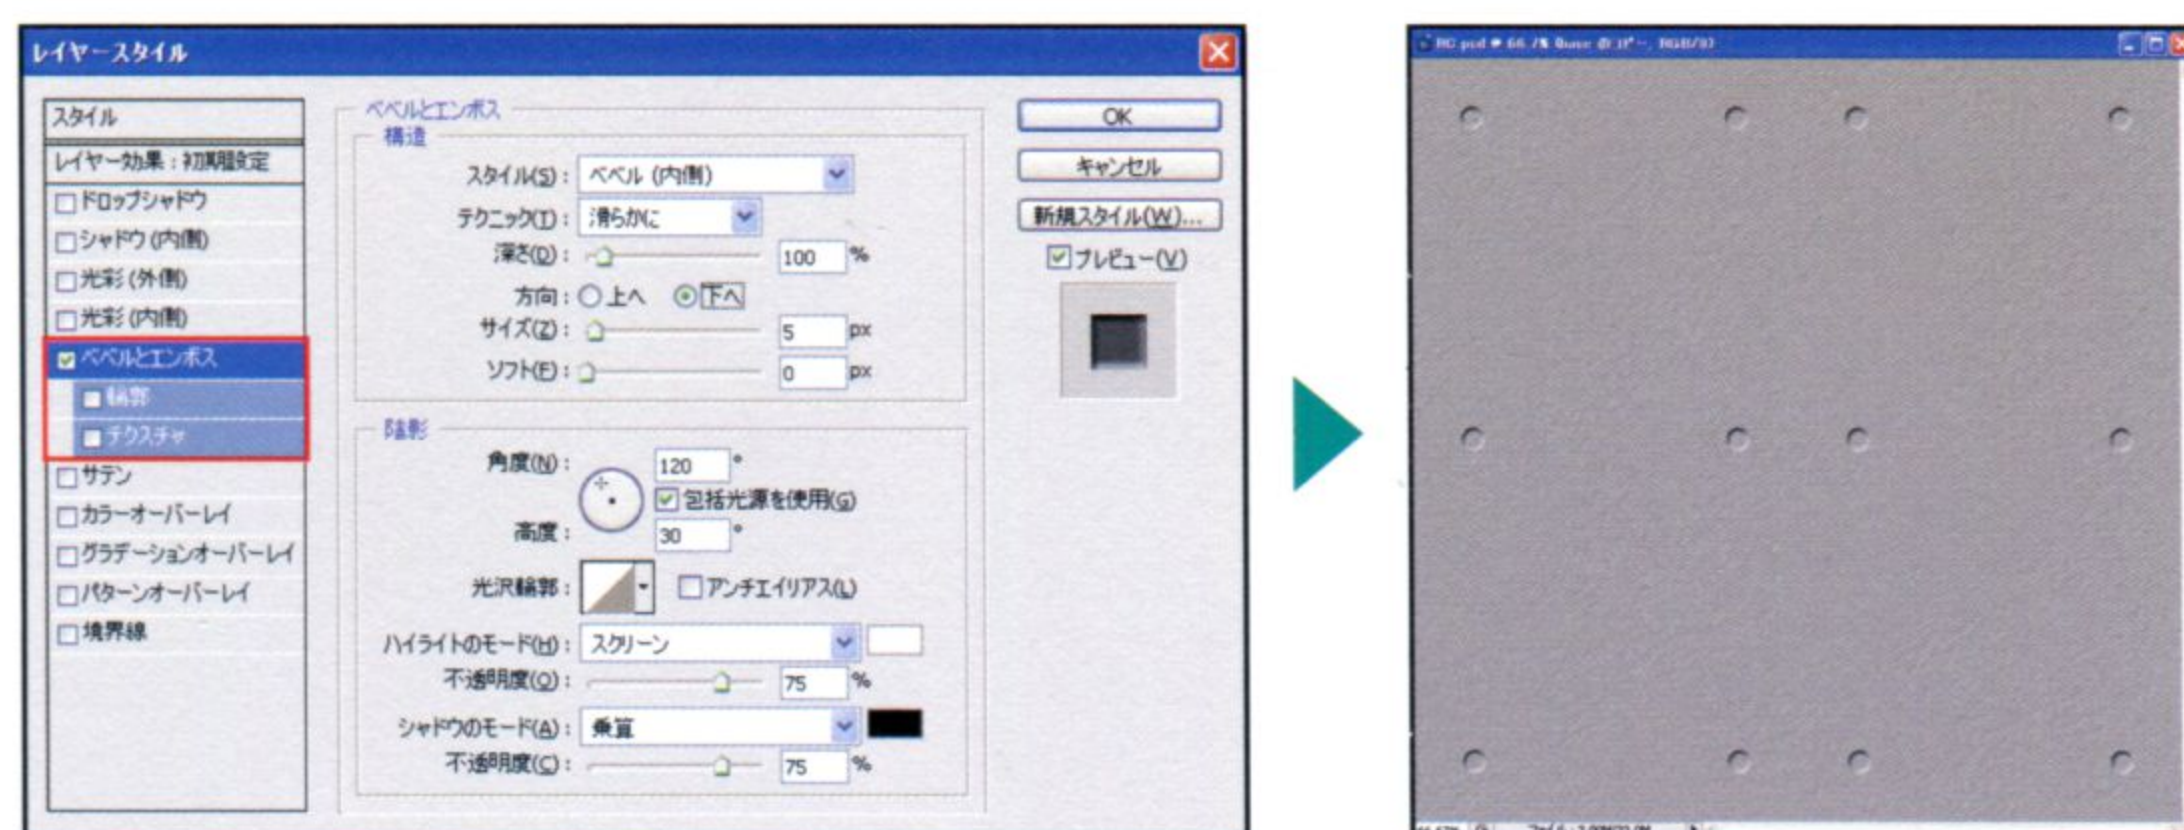 レイヤースタイル
スタイル
レイヤー効果：初期設定
ドロップシャドウ
シャドウ (内側)
光彩 (外側)
光彩 (内側)
ベベルとエンボス
輪郭
テクスチャ
サテン
カラーオーバーレイ
グラデーションオーバーレイ
パターンオーバーレイ
境界線
ベベルとエンボス
構造
スタイル(S)： ベベル (内側)
テクニック(T)： 滑らかに
深さ(D)： 100 %
方向： 上へ 下へ
サイズ(Z)： 5 px
ソフト(F)： 0 px
陰影
角度(N)： 120 °
包括光源を使用(G)
高度： 30 °
光沢輪郭： アンチエイリアス(L)
ハイライトのモード(H)： スクリーン
不透明度(O)： 75 %
シャドウのモード(A)： 乗算
不透明度(C)： 75 %
OK
キャンセル
新規スタイル(W)...
プレビュー(V)